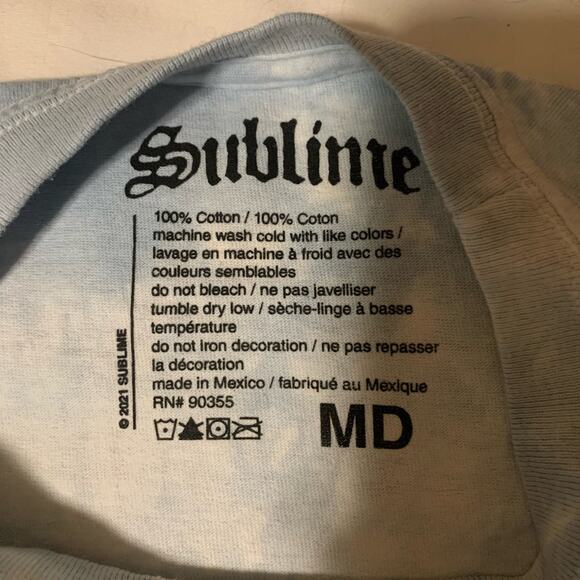 Sublime
100% Cotton / 100% Coton
machine wash cold with like colors /
lavage en machine à froid avec des
couleurs semblables
do not bleach / ne pas javelliser
tumble dry low / sèche-linge à basse
température
do not iron decoration / ne pas repasser
la décoration
made in Mexico / fabriqué au Mexique
RN# 90355
MD
© 2021 SUBLIME